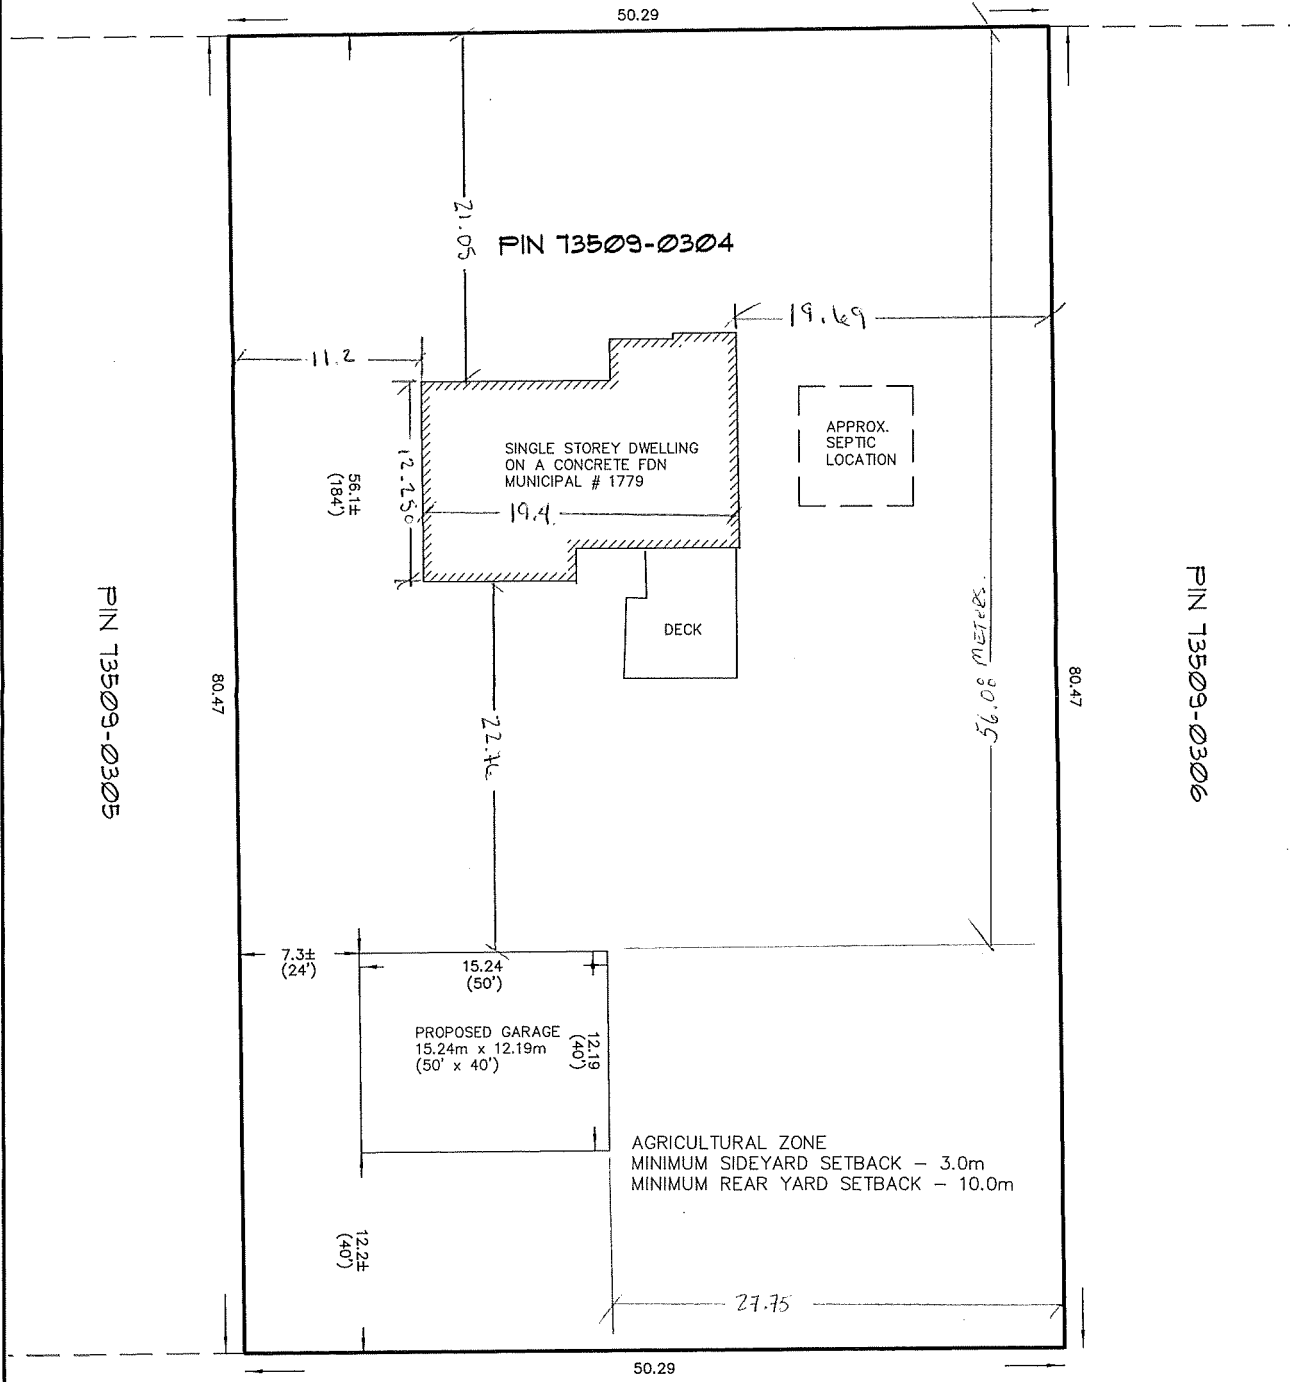 50.29
21.05
PIN 73509-0304
19.69
11.2
APPROX.
SEPTIC
LOCATION
SINGLE STOREY DWELLING
ON A CONCRETE FDN
MUNICIPAL # 1779
12.250
56.1±
(184')
19.4
DECK
PIN 73509-0305
80.47
22.76
56.08 METRES.
80.47
PIN 73509-0306
7.3±
(24')
15.24
(50')
PROPOSED GARAGE
15.24m x 12.19m
(50' x 40')
12.19
(40')
AGRICULTURAL ZONE
MINIMUM SIDEYARD SETBACK – 3.0m
MINIMUM REAR YARD SETBACK – 10.0m
12.2±
(40')
27.75
50.29